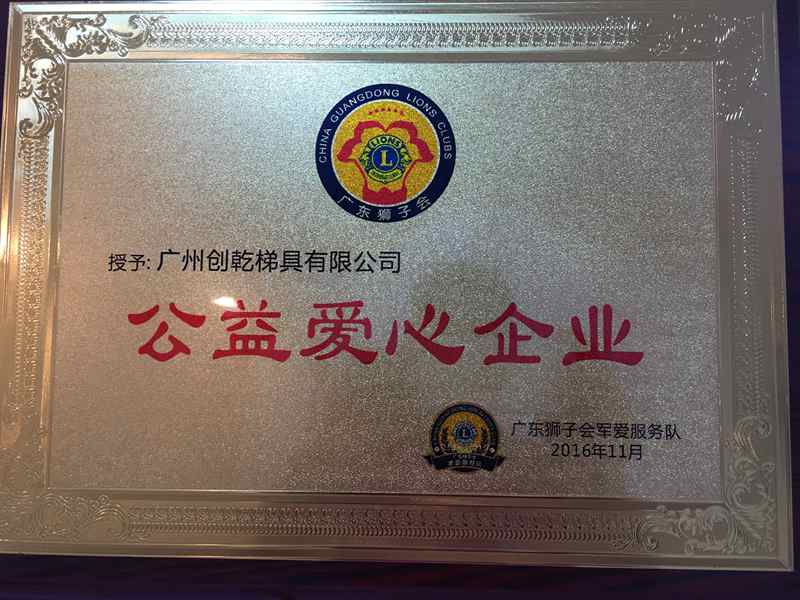 CHINA GUANGDONG LIONS CLUBS
LIONS
L
广东狮子会
授予:广州创乾梯具有限公司
公益爱心企业
L
广东狮子会军爱服务队
2016年11月